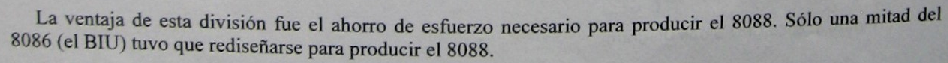 La ventaja de esta división fue el ahorro de esfuerzo necesario para producir el 8088. Sólo una mitad del
8086 (el BIU) tuvo que rediseñarse para producir el 8088.